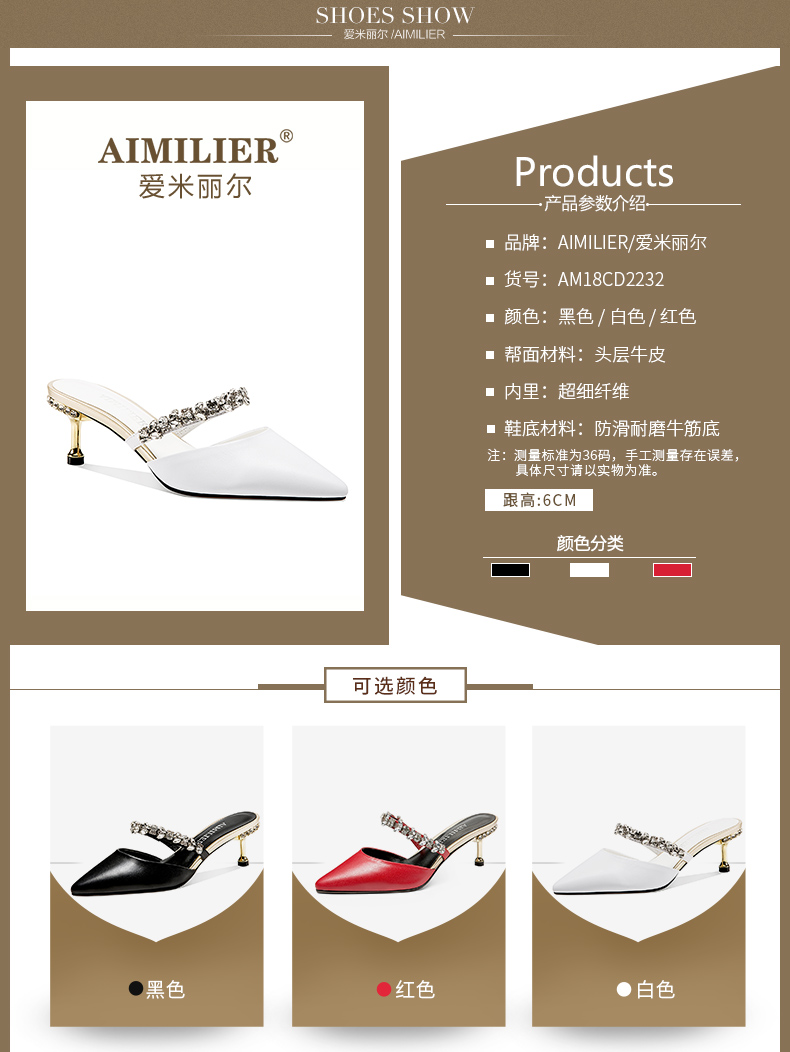 SHOES SHOW
爱米丽尔 /AIMILIER
AIMILIER®
爱米丽尔
Products
产品参数介绍
品牌：AIMILIER/爱米丽尔
货号：AM18CD2232
颜色：黑色 / 白色 / 红色
帮面材料：头层牛皮
内里：超细纤维
鞋底材料：防滑耐磨牛筋底
注：测量标准为36码，手工测量存在误差，
具体尺寸请以实物为准。
跟高:6CM
颜色分类
可选颜色
AIMILIER
AIMILIER
黑色
红色
白色